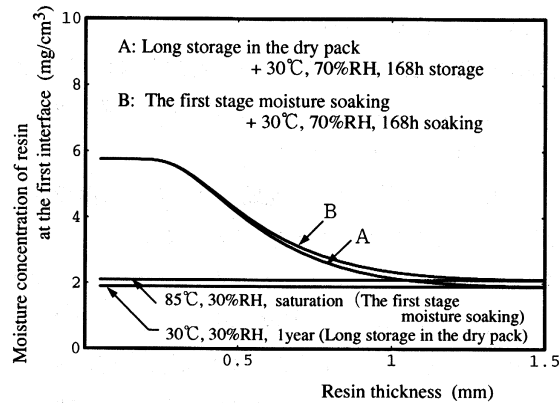 Moisture concentration of resin
at the first interface (mg/cm³)
10
8
6
4
2
0
A: Long storage in the dry pack
+ 30℃, 70%RH, 168h storage
B: The first stage moisture soaking
+ 30℃, 70%RH, 168h soaking
B
A
85℃, 30%RH, saturation (The first stage
moisture soaking)
30℃, 30%RH, 1year (Long storage in the dry pack)
0.5
1
1.5
Resin thickness (mm)